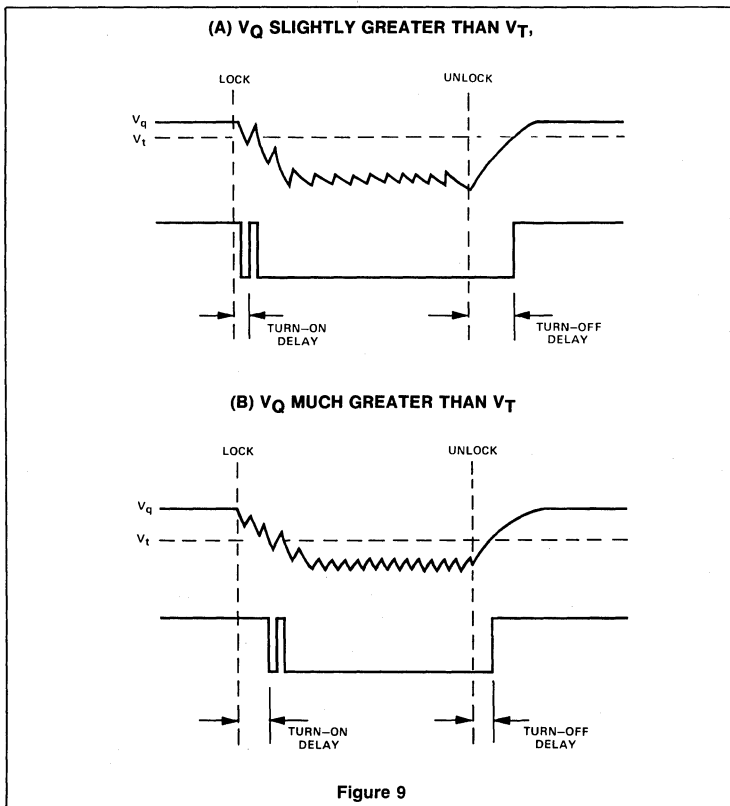 (A) VQ SLIGHTLY GREATER THAN VT,
LOCK
UNLOCK
Vq
Vt
TURN–ON
DELAY
TURN–OFF
DELAY
(B) VQ MUCH GREATER THAN VT
LOCK
UNLOCK
Vq
Vt
TURN–ON
DELAY
TURN–OFF
DELAY
Figure 9